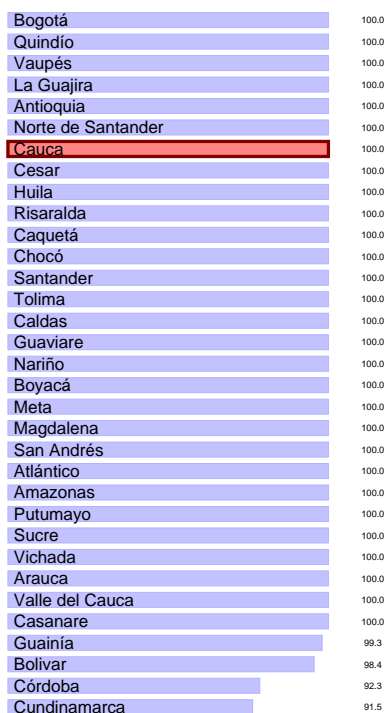 Bogotá 100.0
Quindío 100.0
Vaupés 100.0
La Guajira 100.0
Antioquia 100.0
Norte de Santander 100.0
Cauca 100.0
Cesar 100.0
Huila 100.0
Risaralda 100.0
Caquetá 100.0
Chocó 100.0
Santander 100.0
Tolima 100.0
Caldas 100.0
Guaviare 100.0
Nariño 100.0
Boyacá 100.0
Meta 100.0
Magdalena 100.0
San Andrés 100.0
Atlántico 100.0
Amazonas 100.0
Putumayo 100.0
Sucre 100.0
Vichada 100.0
Arauca 100.0
Valle del Cauca 100.0
Casanare 100.0
Guainía 99.3
Bolivar 98.4
Córdoba 92.3
Cundinamarca 91.5